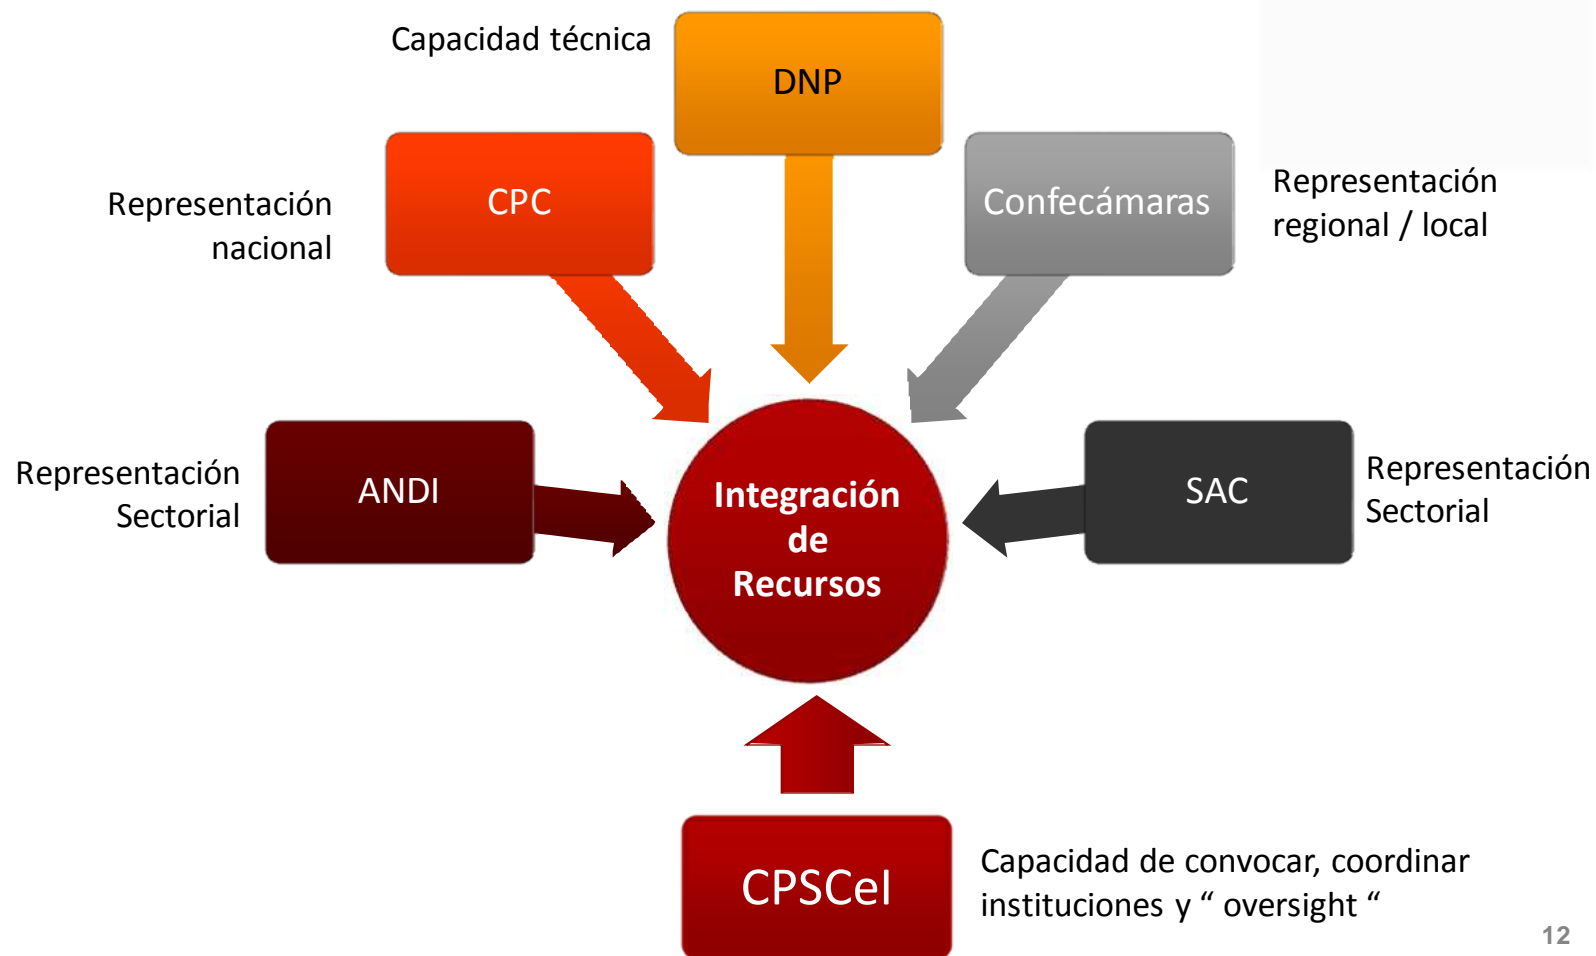 Capacidad técnica
DNP
Representación
nacional
CPC
Confecámaras
Representación
regional / local
Representación
Sectorial
ANDI
Integración
de
Recursos
SAC
Representación
Sectorial
CPSCeI
Capacidad de convocar, coordinar
instituciones y “ oversight “
12